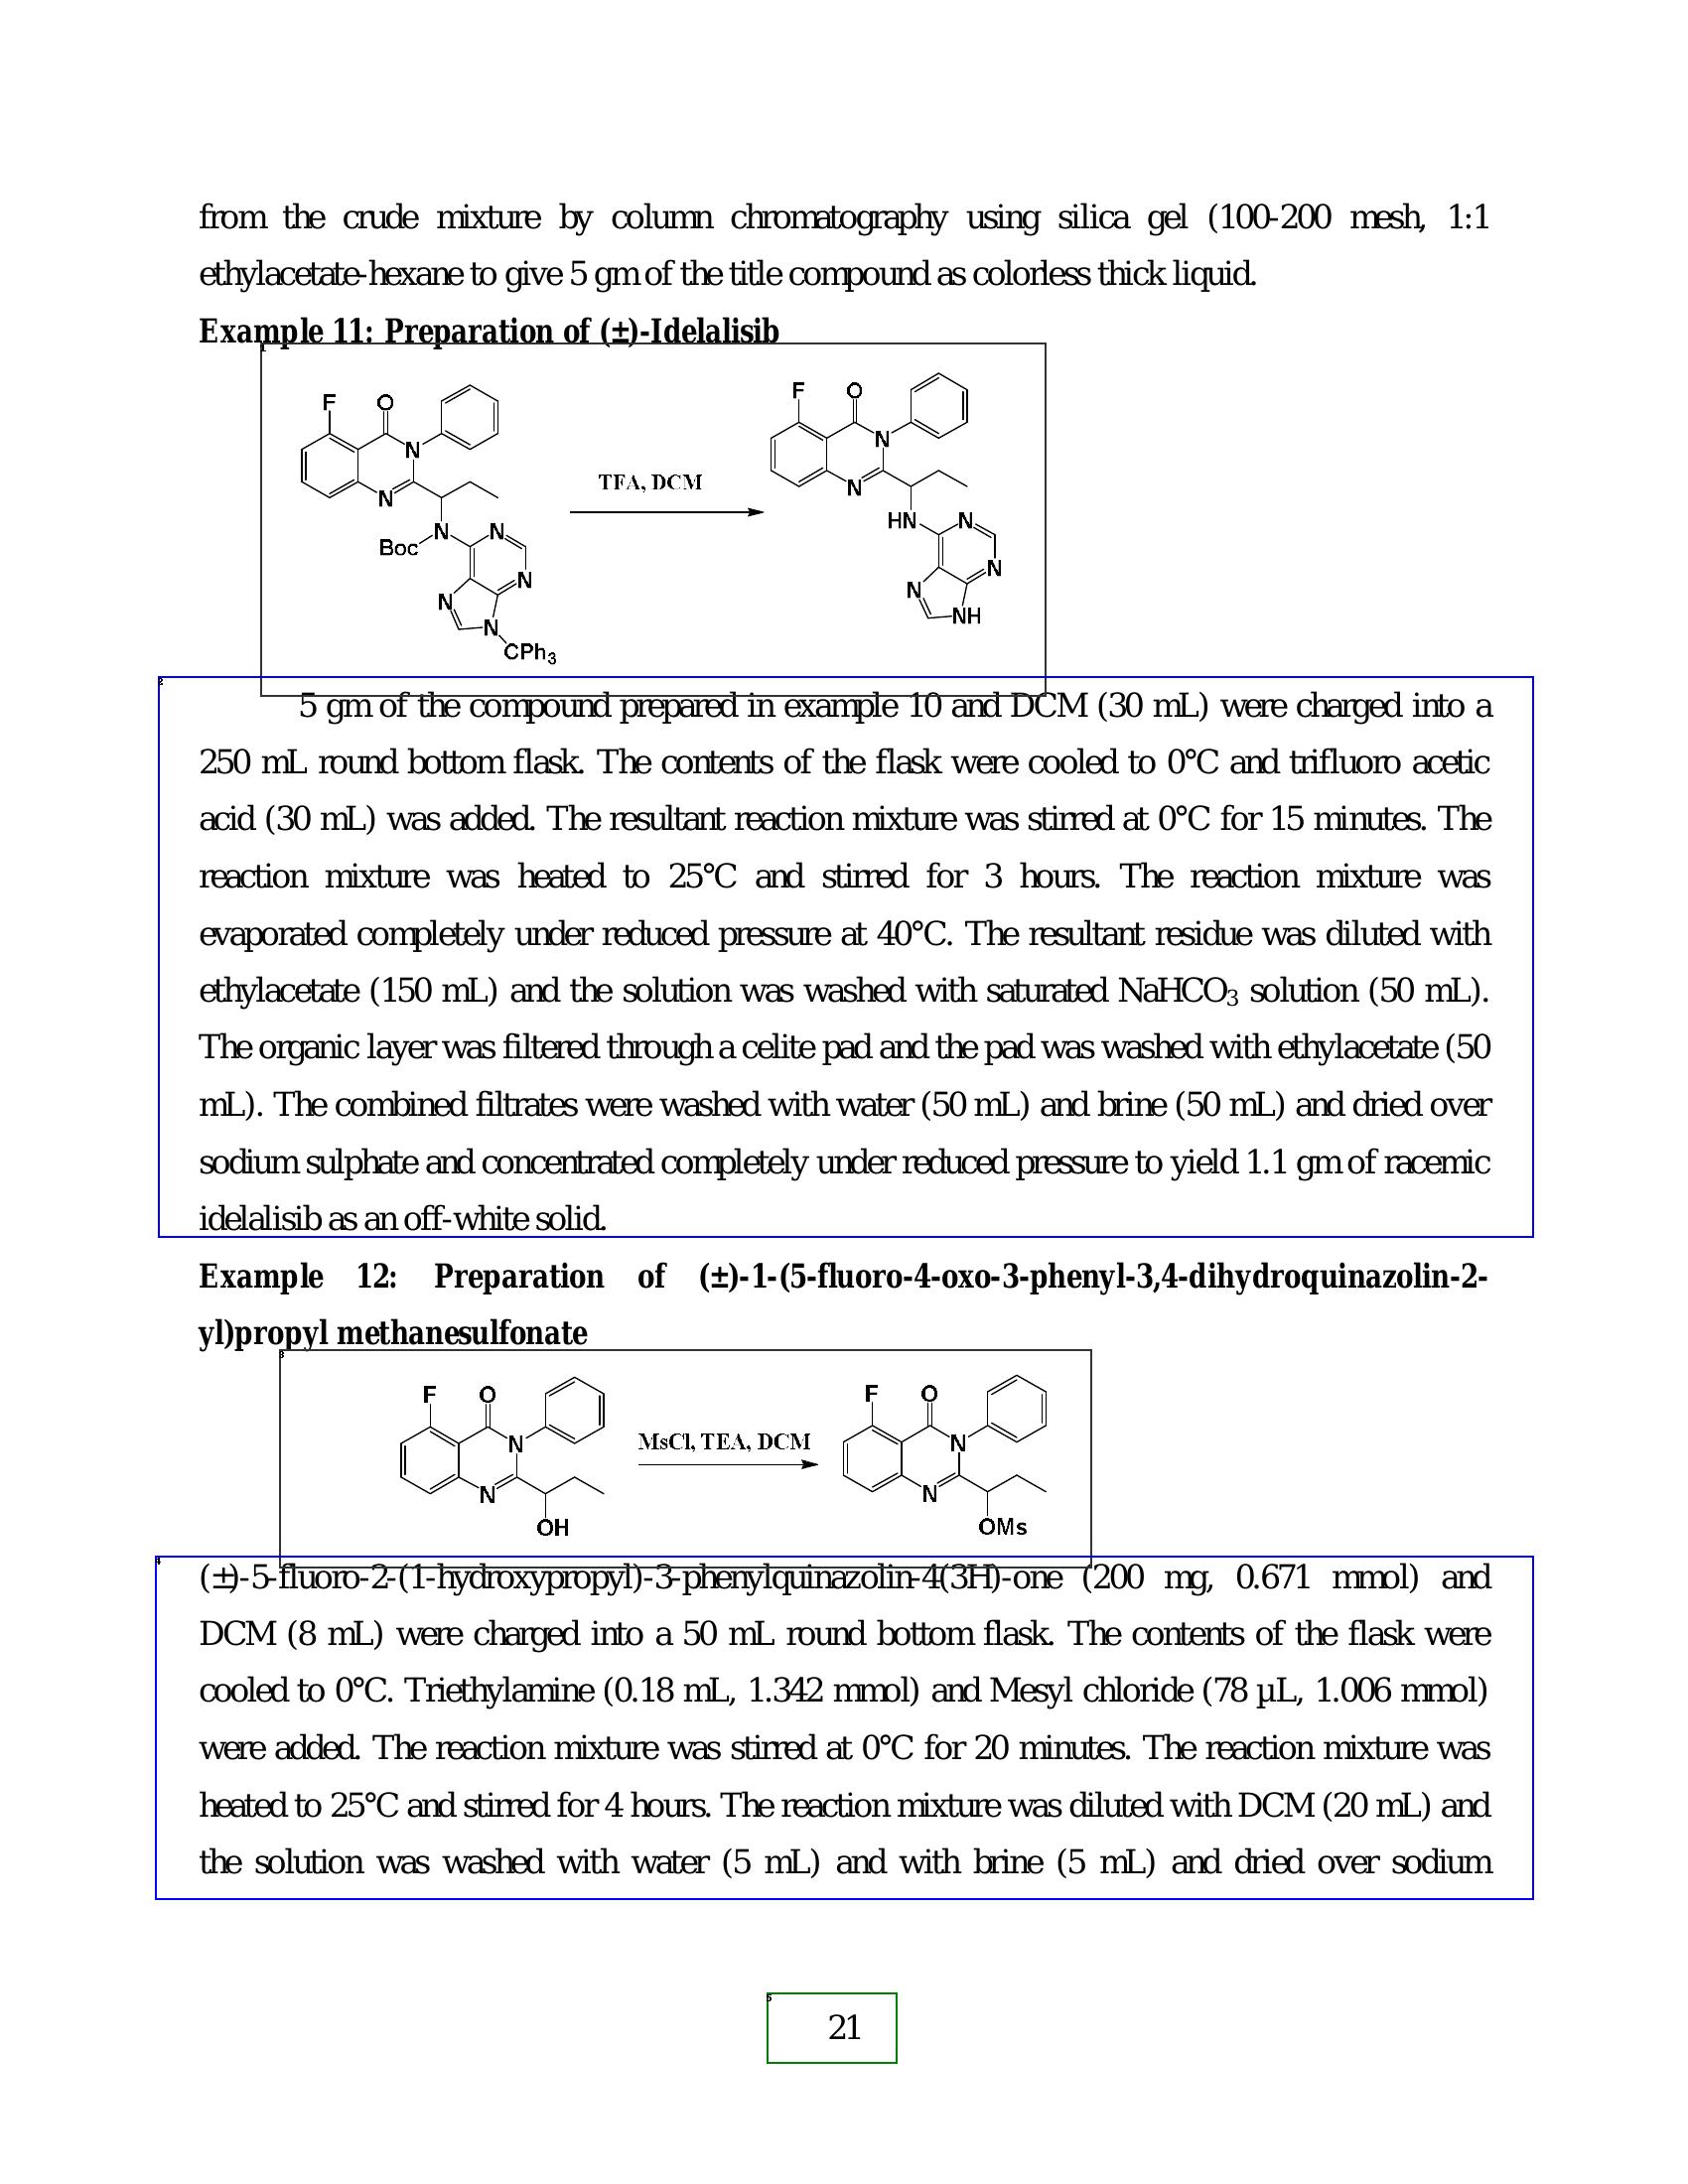 from the crude mixture by column chromatography using silica gel (100-200 mesh, 1:1
ethylacetate-hexane to give 5 gm of the title compound as colorless thick liquid.
Example 11: Preparation of (±)-Idelalisib
1
F O N N Boc N N N N N CPh3
TFA, DCM
F O N N HN N N N NH
2
5 gm of the compound prepared in example 10 and DCM (30 mL) were charged into a
250 mL round bottom flask. The contents of the flask were cooled to 0°C and trifluoro acetic
acid (30 mL) was added. The resultant reaction mixture was stirred at 0°C for 15 minutes. The
reaction mixture was heated to 25°C and stirred for 3 hours. The reaction mixture was
evaporated completely under reduced pressure at 40°C. The resultant residue was diluted with
ethylacetate (150 mL) and the solution was washed with saturated NaHCO3 solution (50 mL).
The organic layer was filtered through a celite pad and the pad was washed with ethylacetate (50
mL). The combined filtrates were washed with water (50 mL) and brine (50 mL) and dried over
sodium sulphate and concentrated completely under reduced pressure to yield 1.1 gm of racemic
idelalisib as an off-white solid.
Example 12: Preparation of (±)-1-(5-fluoro-4-oxo-3-phenyl-3,4-dihydroquinazolin-2-
yl)propyl methanesulfonate
3
F O N N OH
MsCl, TEA, DCM
F O N N OMs
4
(±)-5-fluoro-2-(1-hydroxypropyl)-3-phenylquinazolin-4(3H)-one (200 mg, 0.671 mmol) and
DCM (8 mL) were charged into a 50 mL round bottom flask. The contents of the flask were
cooled to 0°C. Triethylamine (0.18 mL, 1.342 mmol) and Mesyl chloride (78 µL, 1.006 mmol)
were added. The reaction mixture was stirred at 0°C for 20 minutes. The reaction mixture was
heated to 25°C and stirred for 4 hours. The reaction mixture was diluted with DCM (20 mL) and
the solution was washed with water (5 mL) and with brine (5 mL) and dried over sodium
5
21